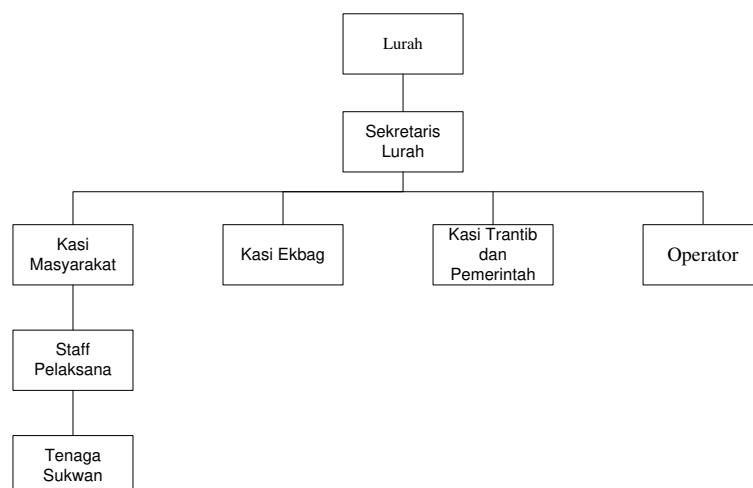 Lurah
Sekretaris
Lurah
Kasi
Masyarakat
Kasi Ekbag
Kasi Trantib
dan
Pemerintah
Operator
Staff
Pelaksana
Tenaga
Sukwan